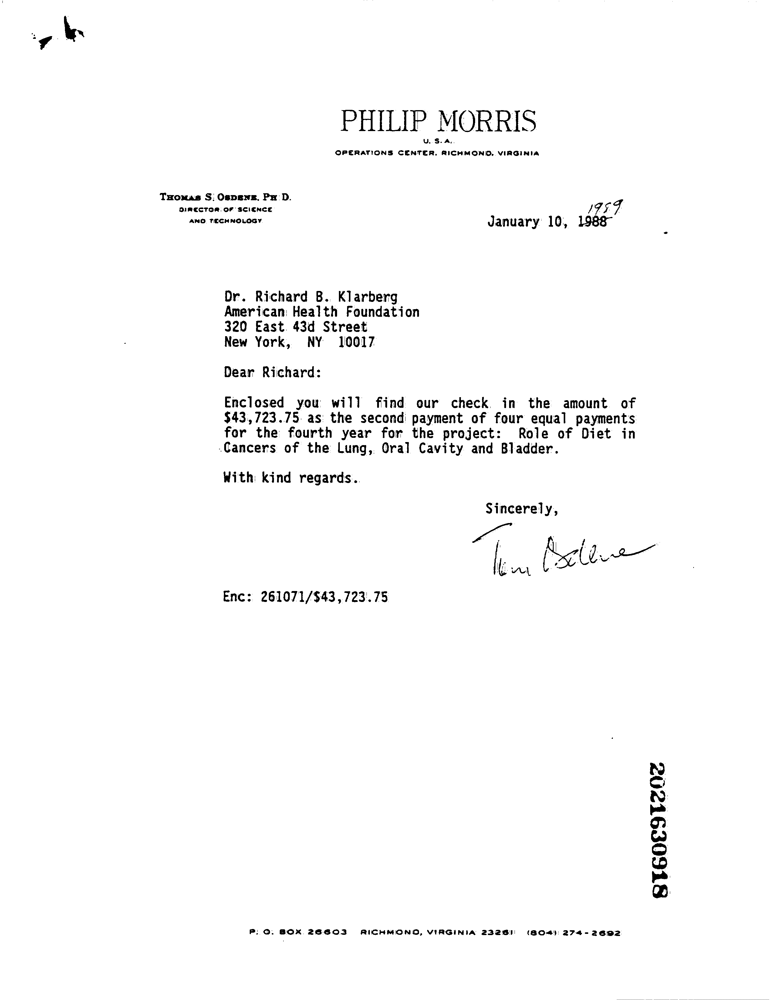 PHILIP MORRIS
U. S. A.
OPERATIONS CENTER, RICHMOND, VIRGINIA
THOMAS S. OSDENE, PH D.
DIRECTOR OF SCIENCE
AND TECHNOLOGY
1989
January 10, 1988
Dr. Richard B. Klarberg
American Health Foundation
320 East 43d Street
New York, NY 10017
Dear Richard:
Enclosed you will find our check in the amount of
$43,723.75 as the second payment of four equal payments
for the fourth year for the project: Role of Diet in
Cancers of the Lung, Oral Cavity and Bladder.
With kind regards.
Sincerely,
Tom Osdene
Enc: 261071/$43,723.75
2021630918
P. O. BOX 26603 RICHMOND, VIRGINIA 23261 (804) 274-2692